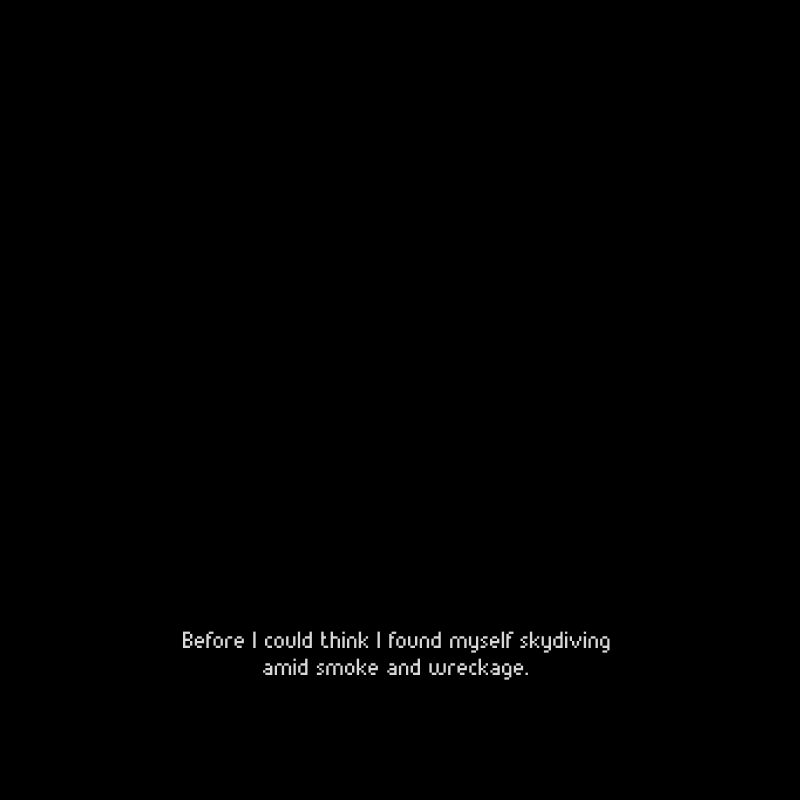 Before I could think I found myself skydiving
amid smoke and wreckage.